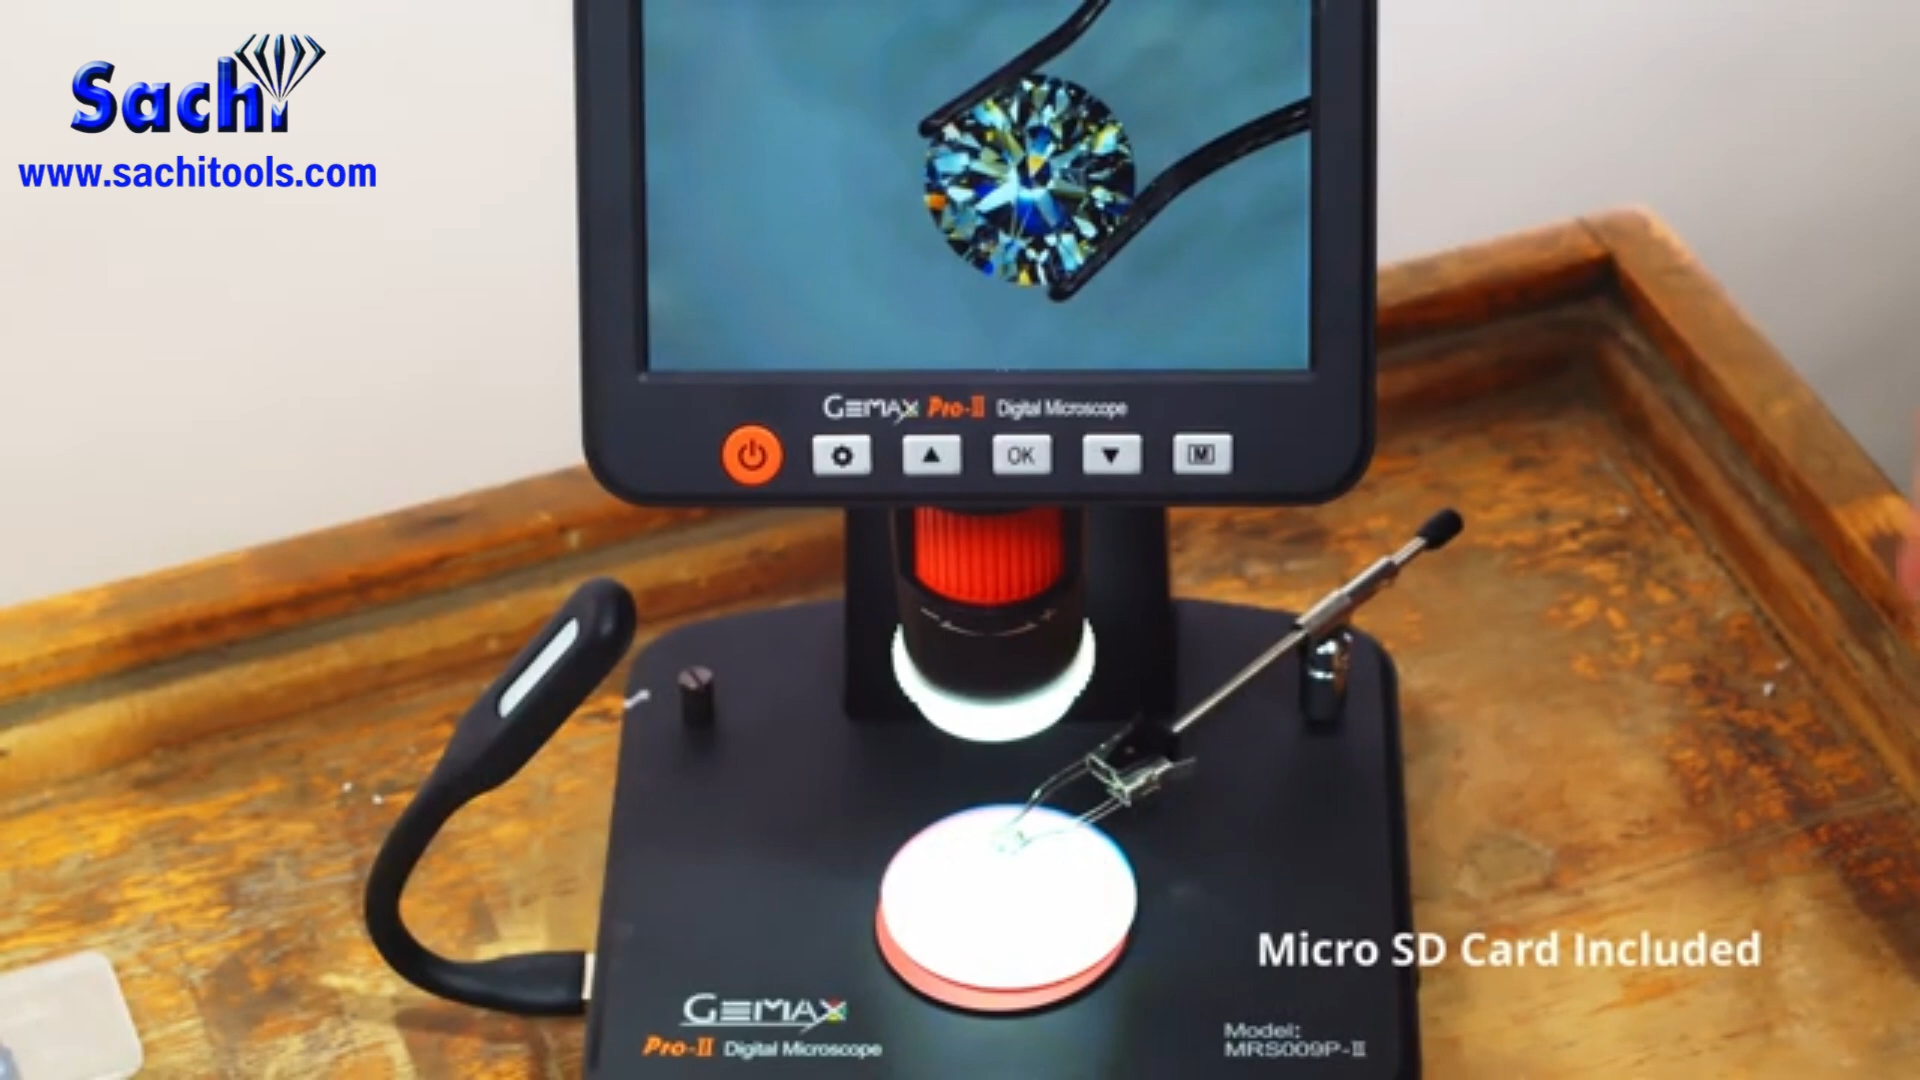 Sachi
www.sachitools.com
GEMAX Pro-II Digital Microscope
OK
M
Micro SD Card Included
GEMAX
Pro-II Digital Microscope
Model:
MRS009P-II